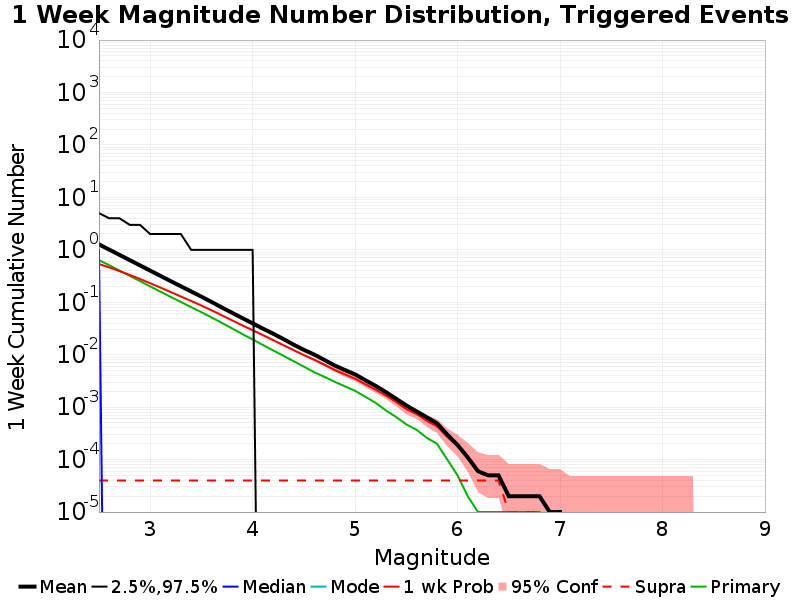 1 Week Magnitude Number Distribution, Triggered Events
1 Week Cumulative Number
10^4
10^3
10^2
10^1
10^0
10^-1
10^-2
10^-3
10^-4
10^-5
3 4 5 6 7 8 9
Magnitude
Mean 2.5%,97.5% Median Mode 1 wk Prob 95% Conf Supra Primary